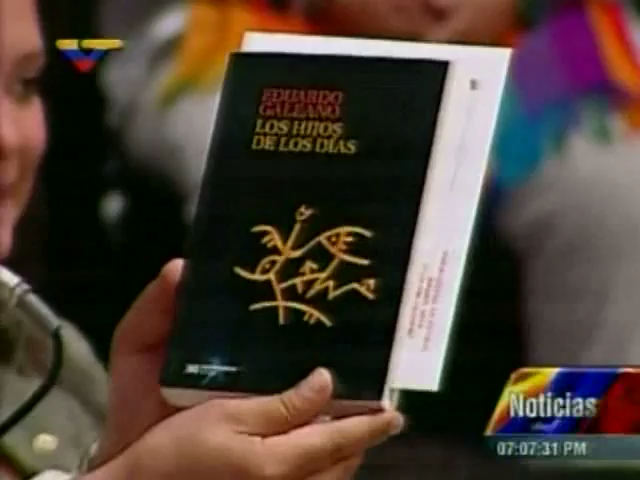 EDUARDO
GALEANO
LOS HIJOS
DE LOS DÍAS
Noticias
07:07:31 PM